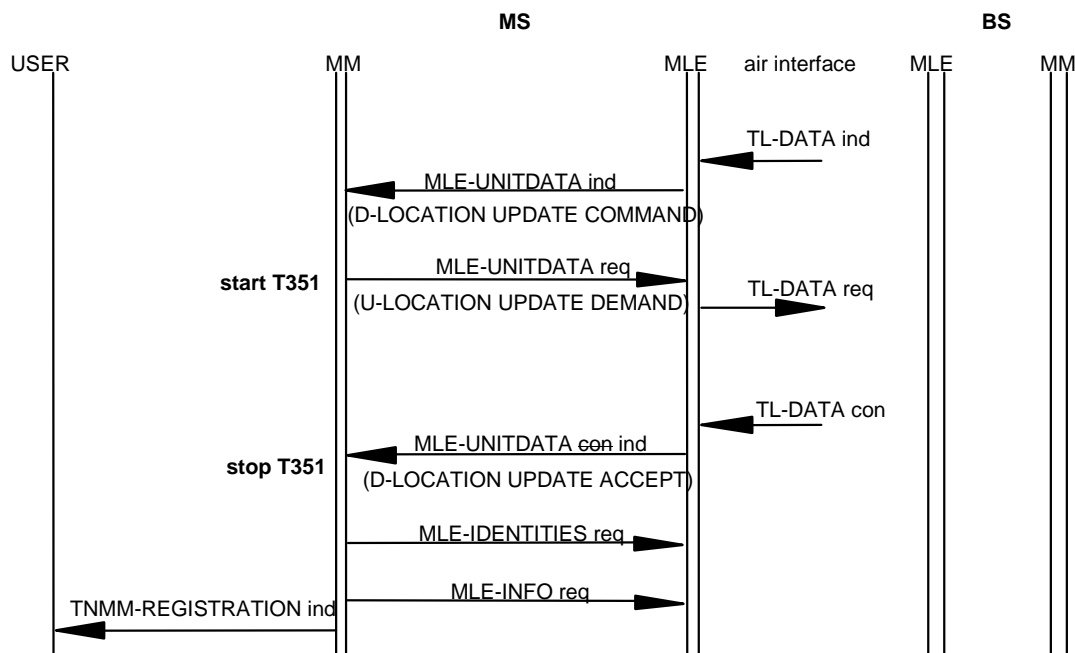 MS BS
USER MM MLE air interface MLE MM
TL-DATA ind
MLE-UNITDATA ind
(D-LOCATION UPDATE COMMAND)
MLE-UNITDATA req
start T351
TL-DATA req
(U-LOCATION UPDATE DEMAND)
TL-DATA con
MLE-UNITDATA con ind
stop T351
(D-LOCATION UPDATE ACCEPT)
MLE-IDENTITIES req
MLE-INFO req
TNMM-REGISTRATION ind